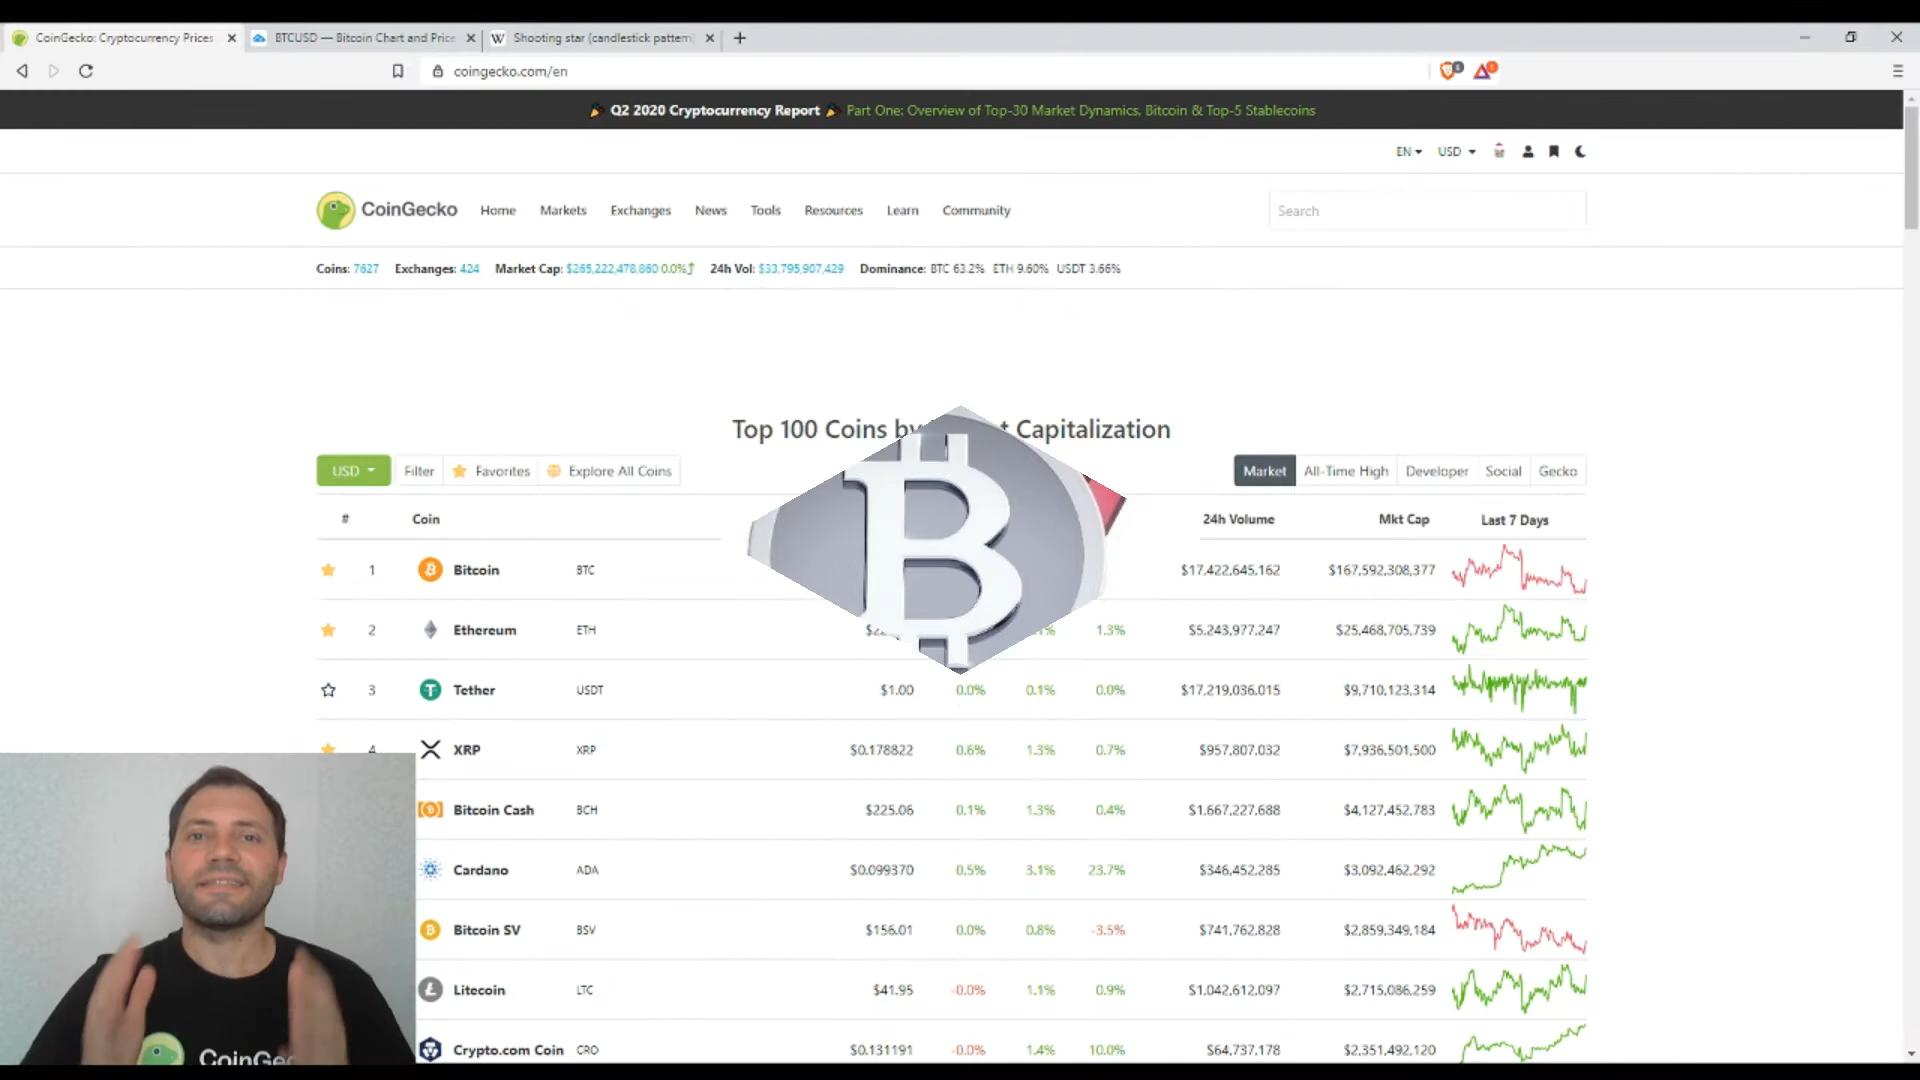 CoinGecko: Cryptocurrency Prices
BTCUSD — Bitcoin Chart and Price
Shooting star (candlestick pattern)
coingecko.com/en
Q2 2020 Cryptocurrency Report Part One: Overview of Top-30 Market Dynamics, Bitcoin & Top-5 Stablecoins
EN USD
CoinGecko Home Markets Exchanges News Tools Resources Learn Community Search
Coins: 7627 Exchanges: 424 Market Cap: $265,222,478,860 0.0% 24h Vol: $33,795,907,429 Dominance: BTC 63.2% ETH 9.60% USDT 3.66%
Top 100 Coins by Capitalization
USD Filter Favorites Explore All Coins Market All-Time High Developer Social Gecko
# Coin 24h Volume Mkt Cap Last 7 Days
1 Bitcoin BTC $17,422,645,162 $167,592,308,377
2 Ethereum ETH 1.3% $5,243,977,247 $25,468,705,739
3 Tether USDT $1.00 0.0% 0.1% 0.0% $17,219,036,015 $9,710,123,314
4 XRP XRP $0.178822 0.6% 1.3% 0.7% $957,807,032 $7,936,501,500
Bitcoin Cash BCH $225.06 0.1% 1.3% 0.4% $1,667,227,688 $4,127,452,783
Cardano ADA $0.099370 0.5% 3.1% 23.7% $346,452,285 $3,092,462,292
Bitcoin SV BSV $156.01 0.0% 0.8% -3.5% $741,762,828 $2,859,349,184
Litecoin LTC $41.95 -0.0% 1.1% 0.9% $1,042,612,097 $2,715,086,259
Crypto.com Coin CRO $0.131191 -0.0% 1.4% 10.0% $64,737,178 $2,351,492,120